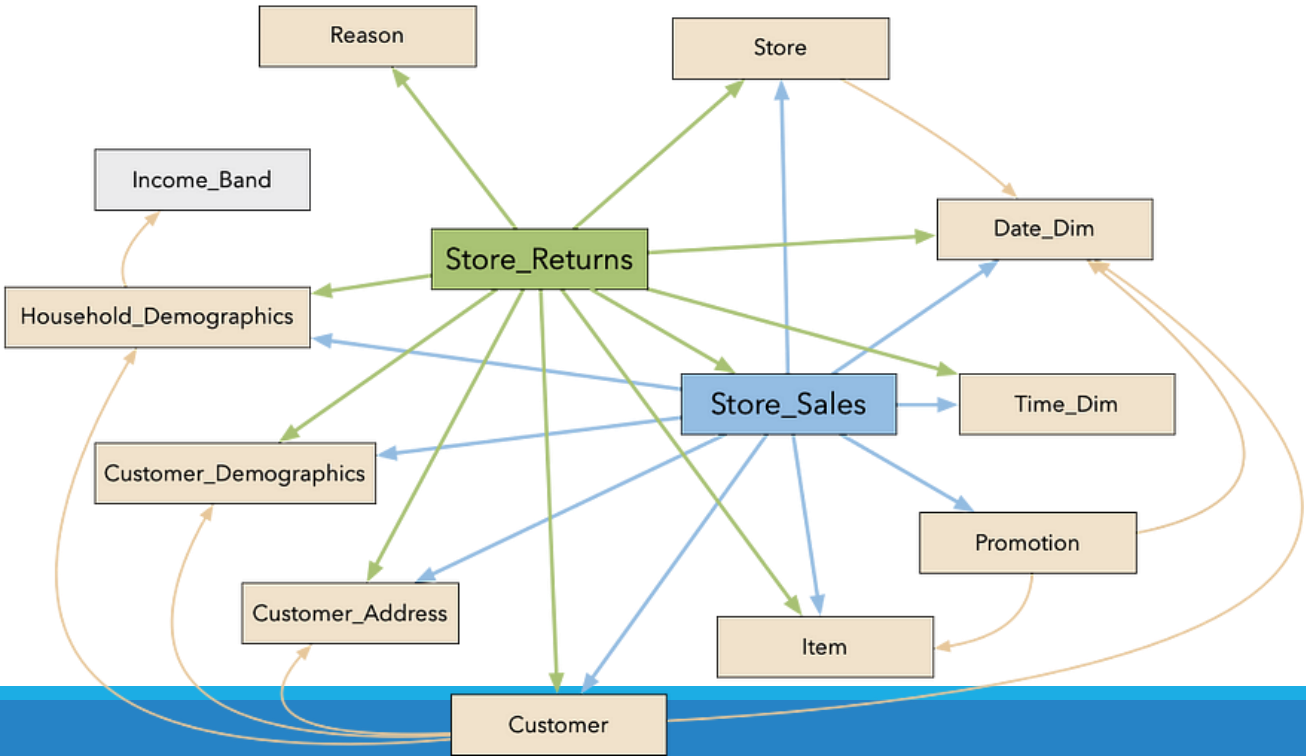 Reason
Store
Income_Band
Date_Dim
Store_Returns
Household_Demographics
Store_Sales
Time_Dim
Customer_Demographics
Promotion
Customer_Address
Item
Customer